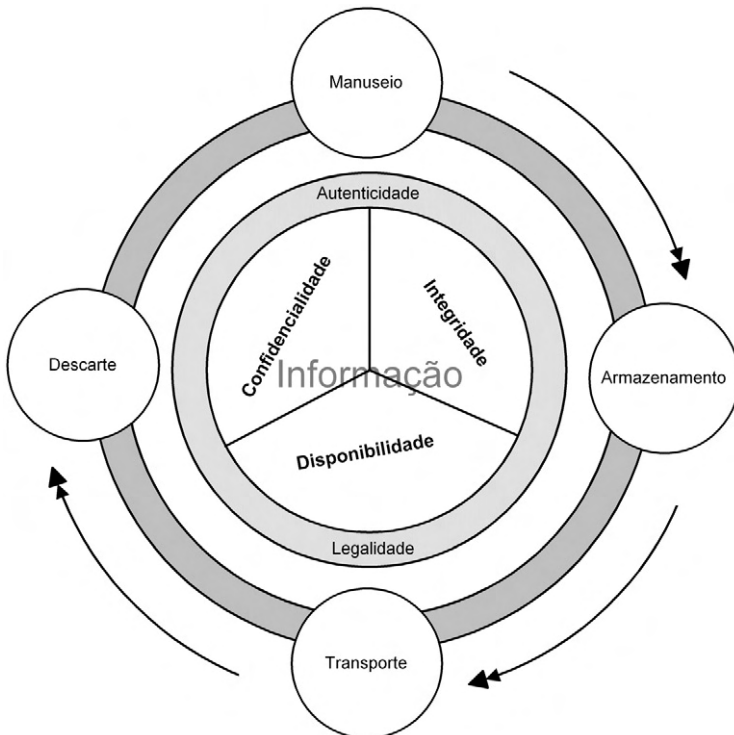 Manuseio
Autenticidade
Confidencialidade
Integridade
Informação
Descarte
Armazenamento
Disponibilidade
Legalidade
Transporte